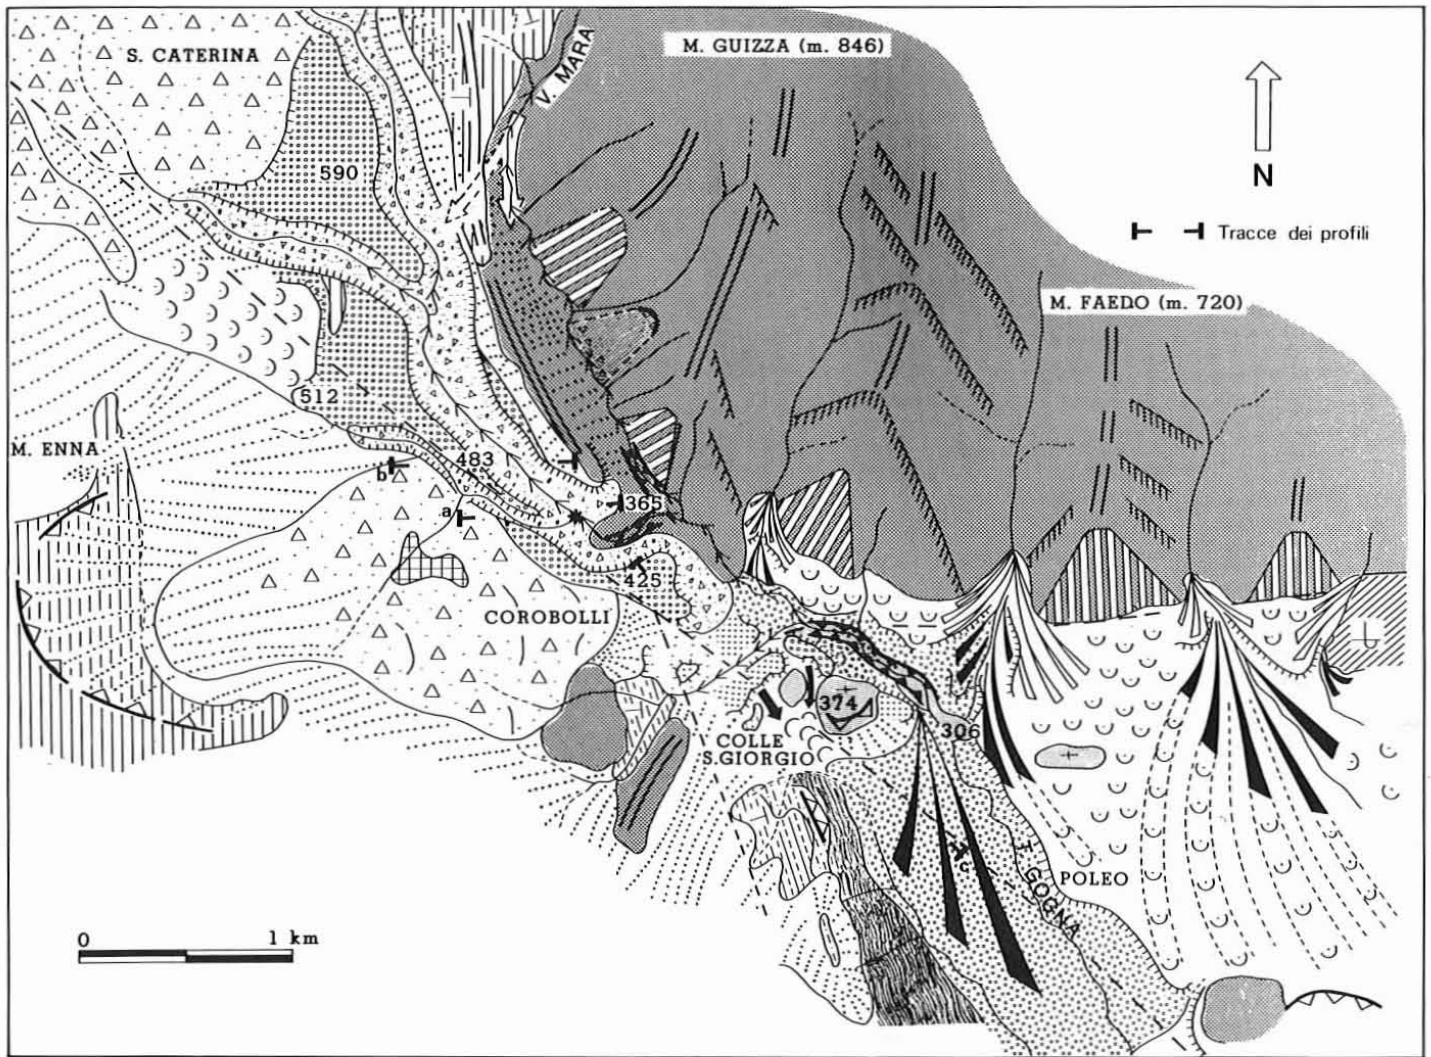 S. CATERINA
V. MARA
M. GUIZZA (m. 846)
N
Tracce dei profili
590
M. FAEDO (m. 720)
512
M. ENNA
483
b
365
a
425
COROBOLLI
374
306
COLLE
S. GIORGIO
c
T. GOGNA
POLEO
0 1 km